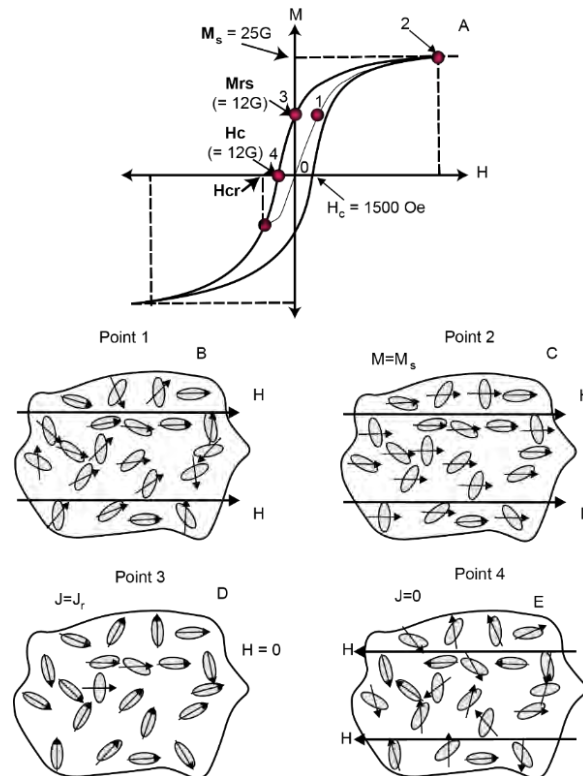 M
2
A
Ms = 25G
Mrs
(= 12G)
3
1
Hc
(= 12G)
4
0
Hcr
H
Hc = 1500 Oe
Point 1
B
H
H
Point 2
M=Ms
C
H
Point 3
J=Jr
D
H = 0
Point 4
J=0
E
H
H